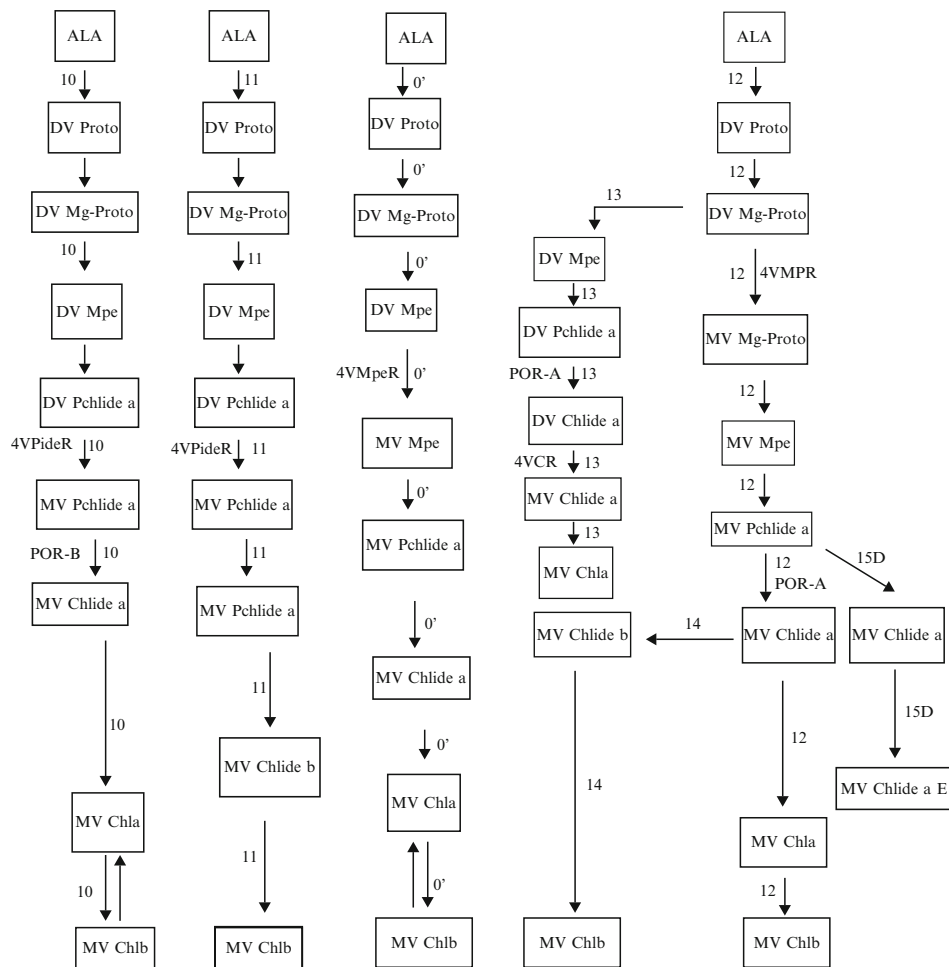 ALA
10
DV Proto
DV Mg-Proto
10
DV Mpe
DV Pchlide a
4VPideR
10
MV Pchlide a
POR-B
10
MV Chlide a
10
MV Chla
10
MV Chlb
ALA
11
DV Proto
DV Mg-Proto
11
DV Mpe
DV Pchlide a
4VPideR
11
MV Pchlide a
11
MV Pchlide a
11
MV Chlide b
11
MV Chlb
ALA
0'
DV Proto
0'
DV Mg-Proto
0'
DV Mpe
4VMpeR
0'
MV Mpe
0'
MV Pchlide a
0'
MV Chlide a
0'
MV Chla
0'
MV Chlb
13
DV Mpe
13
DV Pchlide a
POR-A
13
DV Chlide a
4VCR
13
MV Chlide a
13
MV Chla
MV Chlide b
14
14
MV Chlb
ALA
12
DV Proto
12
DV Mg-Proto
12
4VMPR
MV Mg-Proto
12
MV Mpe
12
MV Pchlide a
12
POR-A
MV Chlide a
12
MV Chla
12
MV Chlb
15D
MV Chlide a
15D
MV Chlide a E